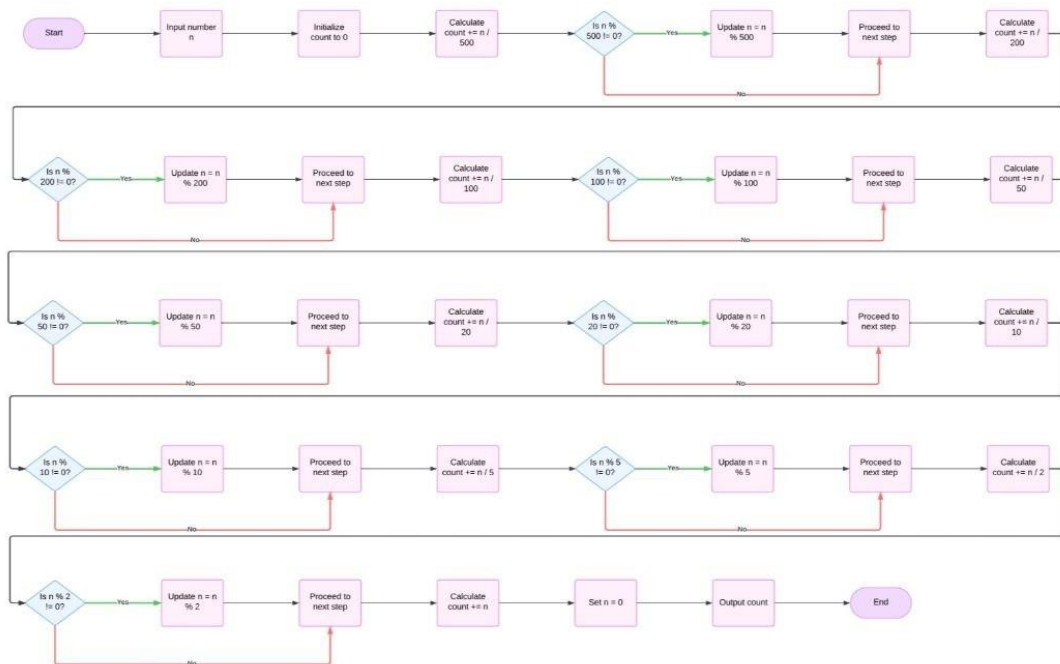 Start
Input number
n
Initialize
count to 0
Calculate
count += n /
500
Is n %
500 != 0?
Yes
Update n = n
% 500
Proceed to
next step
Calculate
count += n /
200
No
Is n %
200 != 0?
Yes
Update n = n
% 200
Proceed to
next step
Calculate
count += n /
100
Is n %
100 != 0?
Yes
Update n = n
% 100
Proceed to
next step
Calculate
count += n /
50
No
No
Is n %
50 != 0?
Yes
Update n = n
% 50
Proceed to
next step
Calculate
count += n /
20
Is n %
20 != 0?
Yes
Update n = n
% 20
Proceed to
next step
Calculate
count += n /
10
No
No
Is n %
10 != 0?
Yes
Update n = n
% 10
Proceed to
next step
Calculate
count += n / 5
Is n % 5
!= 0?
Yes
Update n = n
% 5
Proceed to
next step
Calculate
count += n / 2
No
No
Is n % 2
!= 0?
Yes
Update n = n
% 2
Proceed to
next step
Calculate
count += n
Set n = 0
Output count
End
No